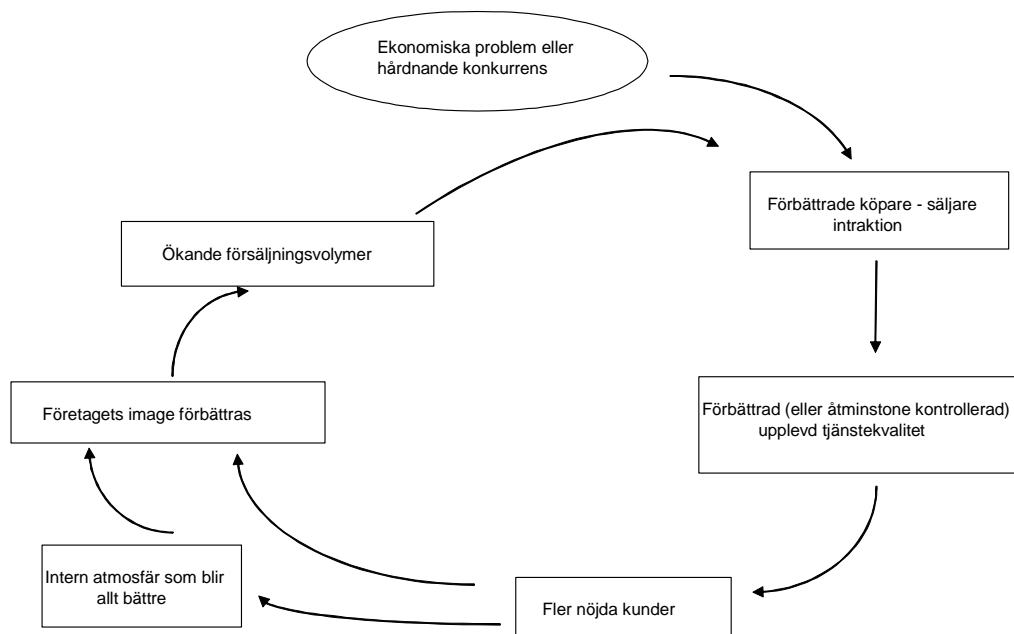 Ekonomiska problem eller
hårdnande konkurrens
Förbättrade köpare - säljare
intraktion
Ökande försäljningsvolymer
Företagets image förbättras
Förbättrad (eller åtminstone kontrollerad)
upplevd tjänstekvalitet
Intern atmosfär som blir
allt bättre
Fler nöjda kunder